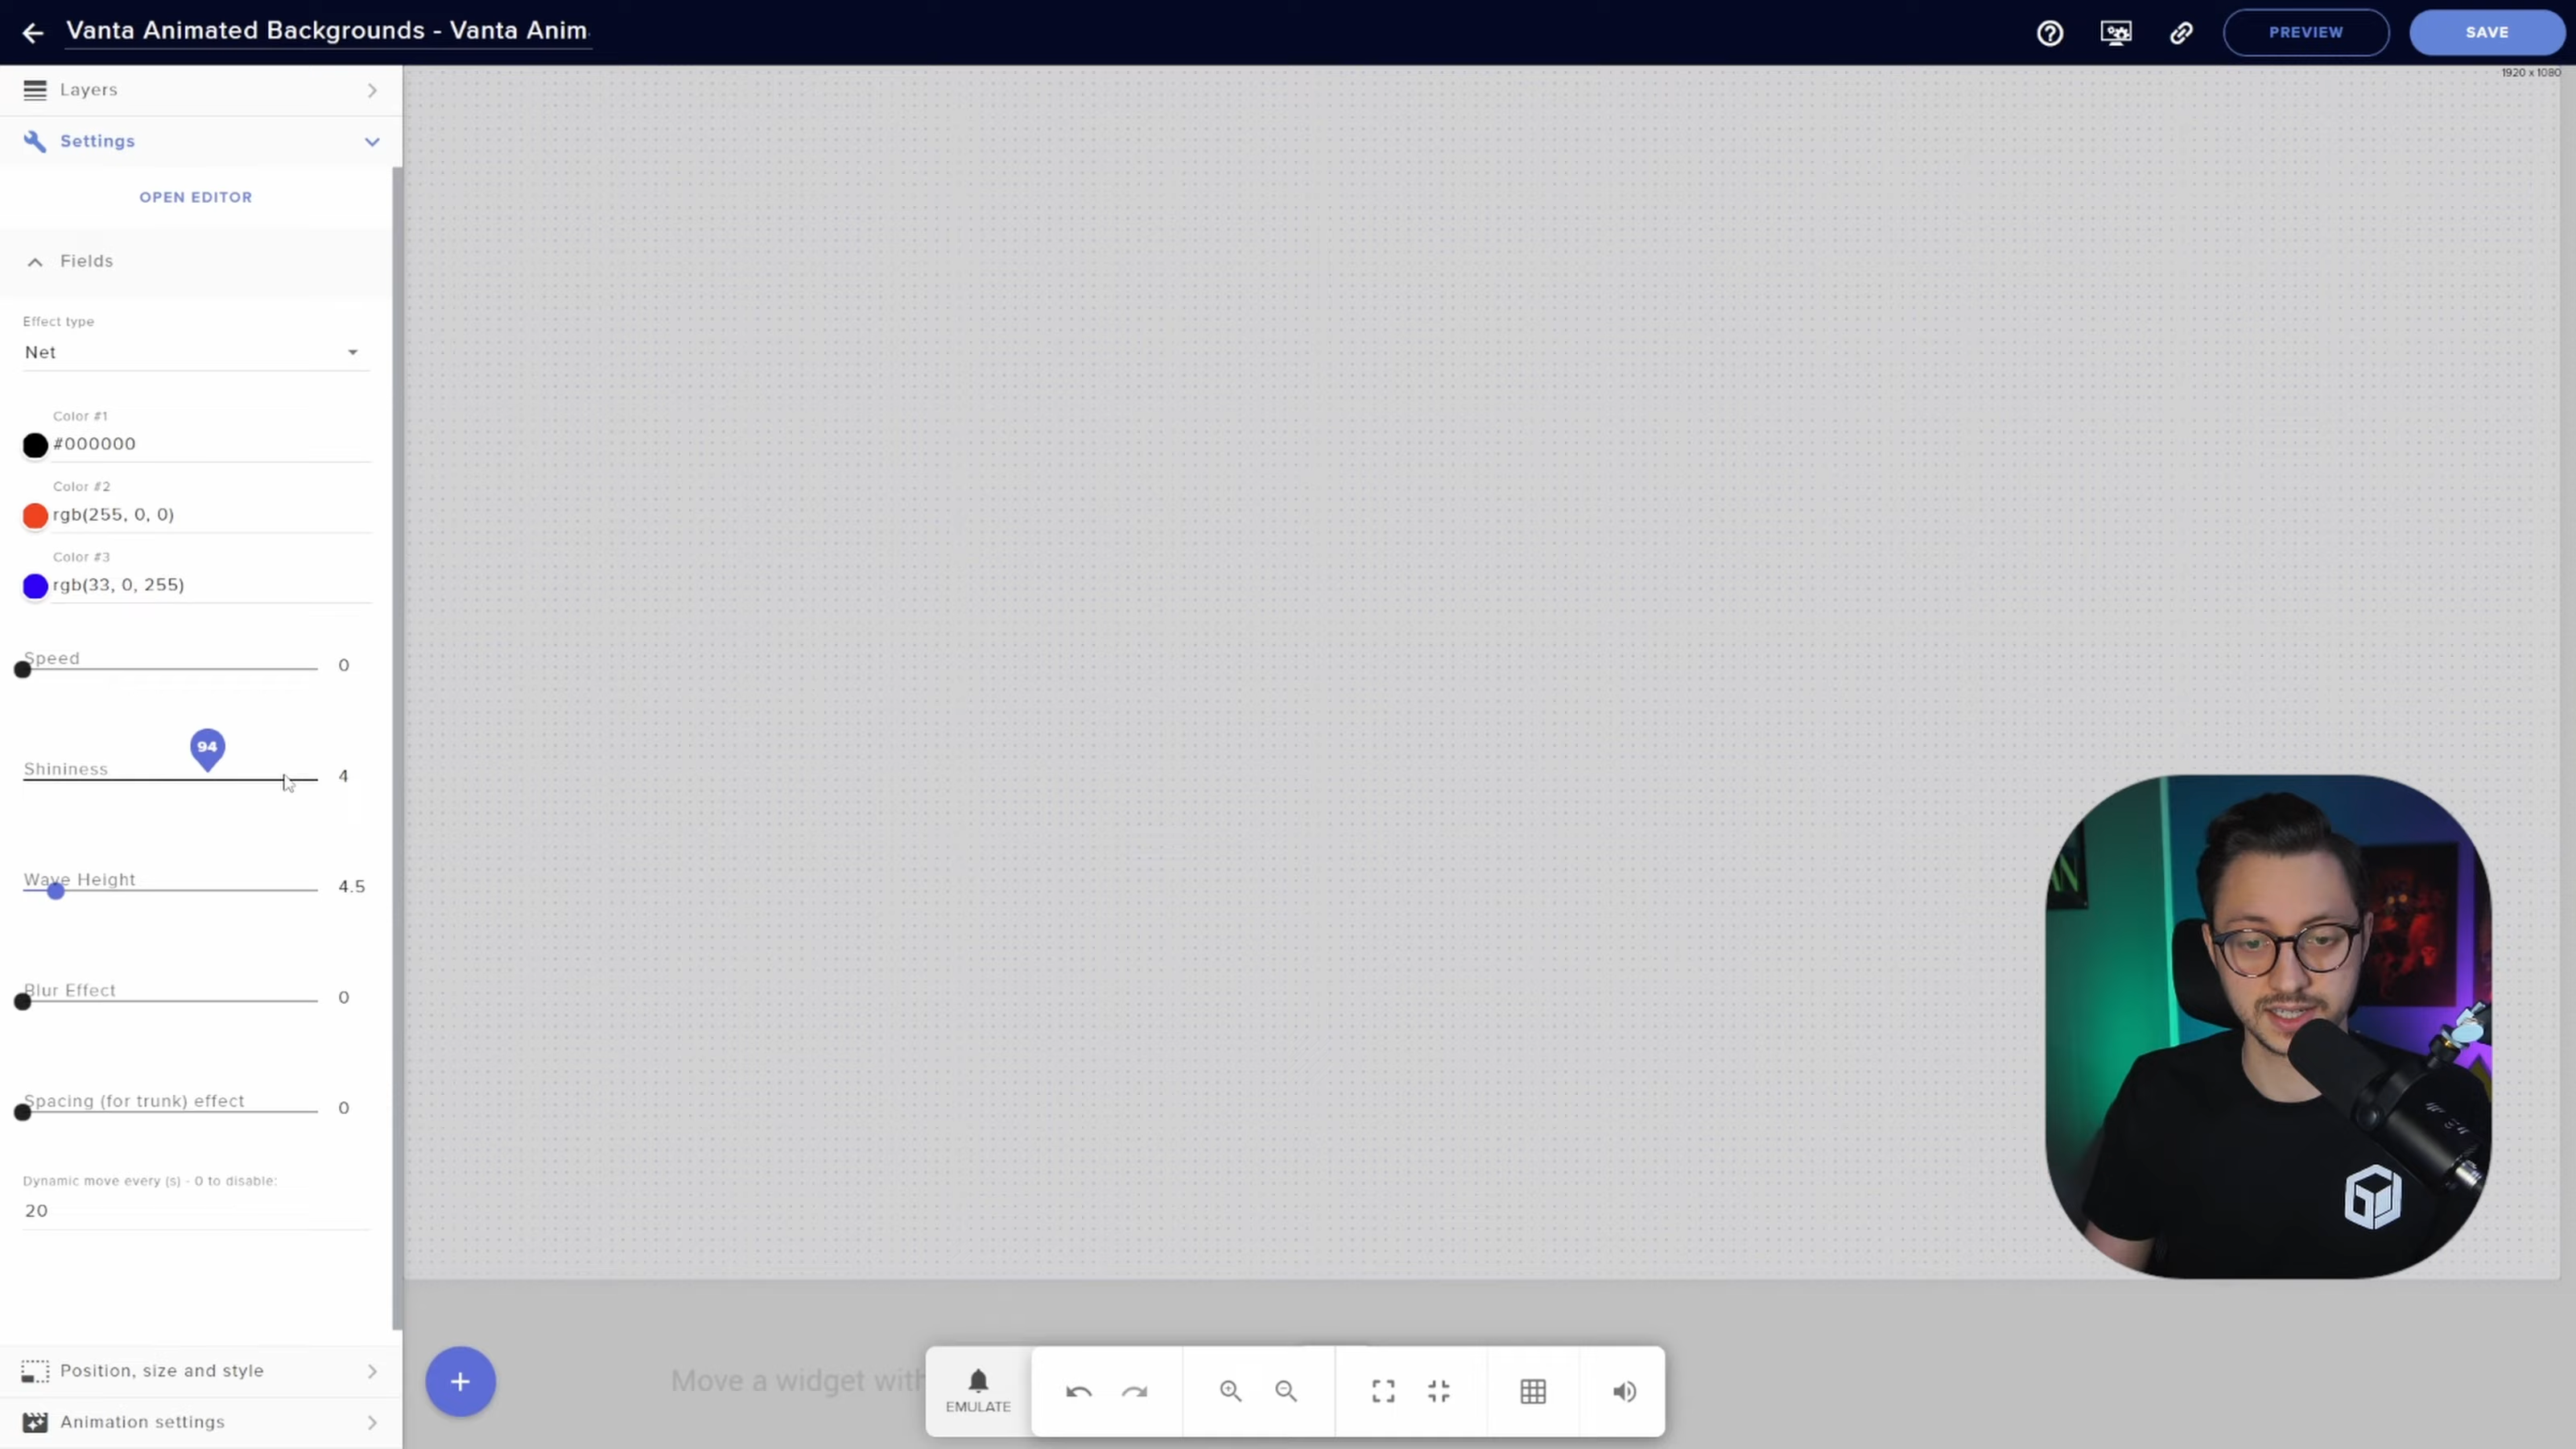 Vanta Animated Backgrounds - Vanta Anim
PREVIEW
SAVE
1920 x 1080
Layers
Settings
OPEN EDITOR
Fields
Effect type
Net
Color #1
#000000
Color #2
rgb(255, 0, 0)
Color #3
rgb(33, 0, 255)
Speed
0
94
Shininess
4
Wave Height
4.5
Blur Effect
0
Spacing (for trunk) effect
0
Dynamic move every (s) - 0 to disable:
20
Position, size and style
Animation settings
Move a widget with
EMULATE